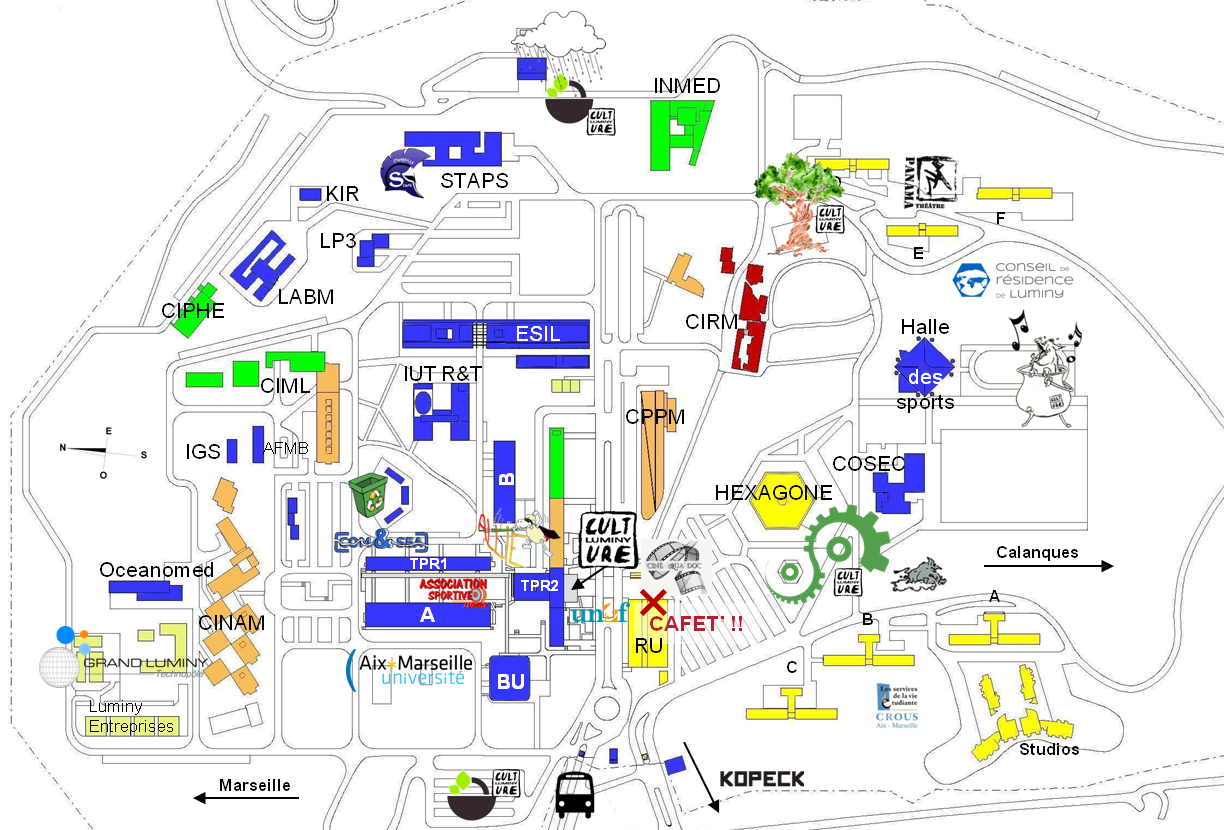 CULT
LUMINY
URE
INMED
STAPS
KIR
LP3
LABM
CIPHE
PANAMA
THÉÂTRE
CULT
LUMINY
URE
F
E
CONSEIL DE
RÉSIDENCE
DE LUMINY
CIRM
ESIL
Halle
des
sports
CIML
IUT R&T
CPPM
CULT
URE
E
N
S
O
IGS
AFMB
B
COSEC
HEXAGONE
COM&SEA
CULT
LUMINY
URE
CINE QUA DOC
Calanques
Oceanomed
TPR1
TPR2
ASSOCIATION
SPORTIVE
LUMINY
A
CULT
LUMINY
URE
unef
CAFET' !!
RU
CINAM
A
B
C
GRAND LUMINY
Technopôle
Aix*Marseille
université
BU
Luminy
Entreprises
Les services
de la vie
étudiante
CROUS
Aix - Marseille
Studios
Marseille
CULT
LUMINY
URE
KOPECK